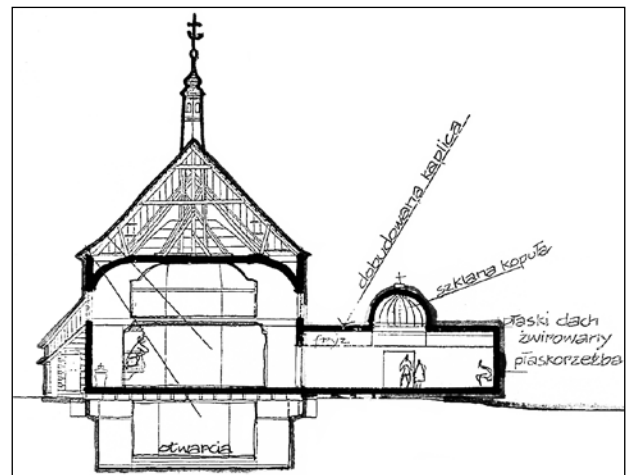 dobudowana kaplica
szklana kopuła
płaski dach
żwirowany
płaskorzeźba
fryz
otwarcia